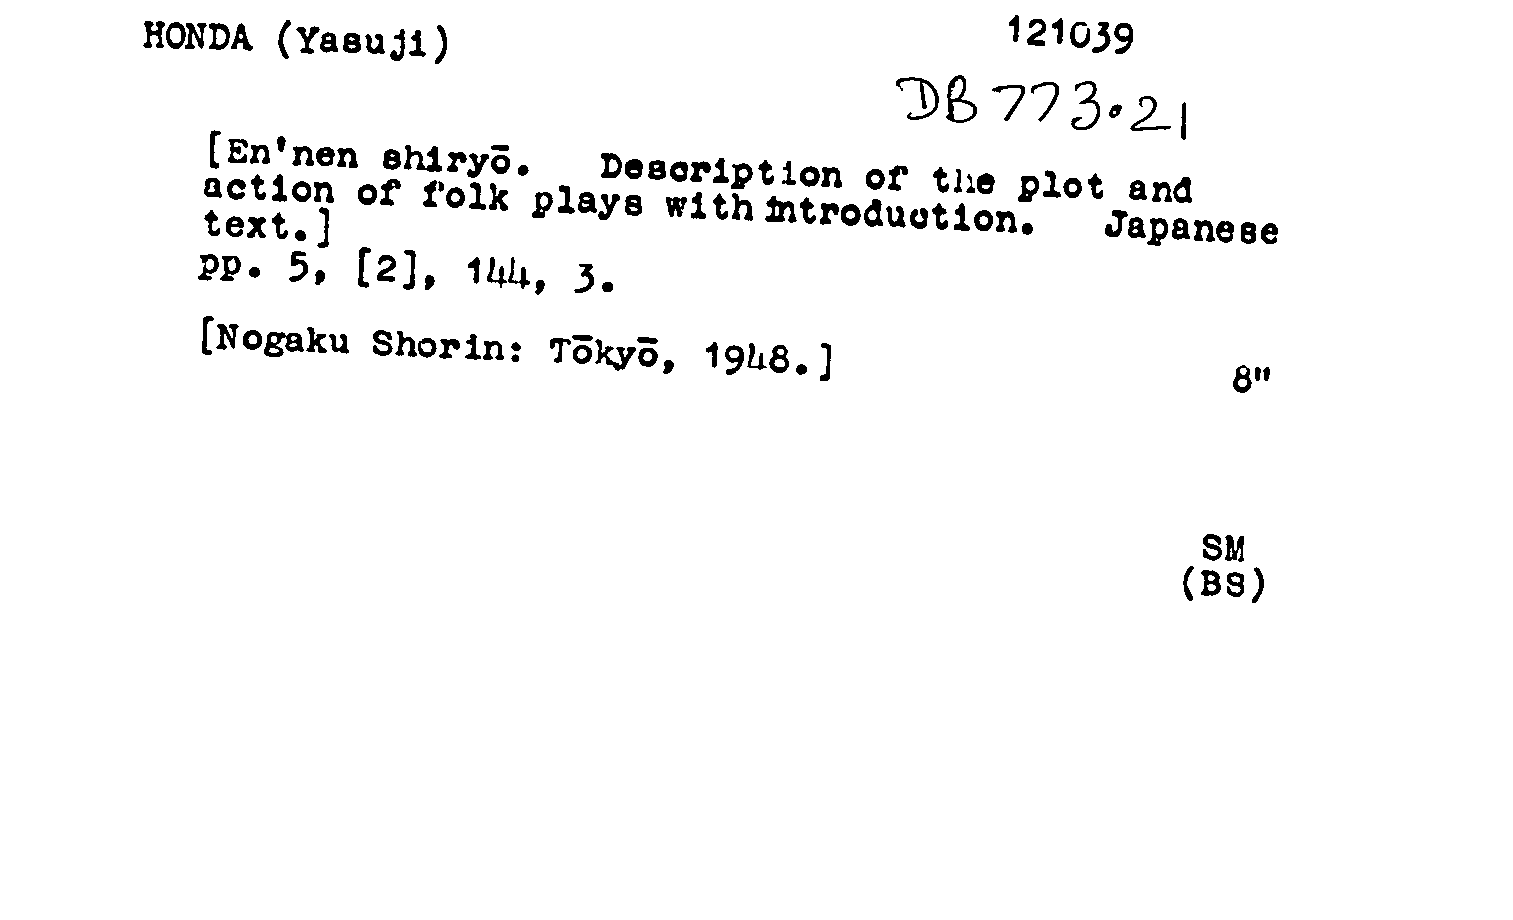 HONDA (Yasuji) 121039
DB 773.21
[En'nen shiryō. Description of the plot and
action of folk plays with introduction. Japanese
text.]
pp. 5, [2], 144, 3.
[Nogaku Shorin: Tōkyō, 1948.]
8"
SM
(BS)